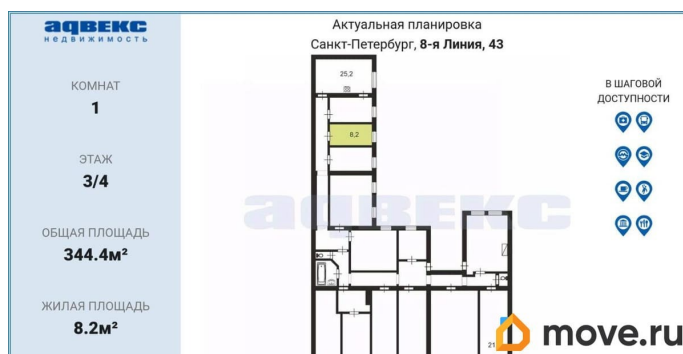 адвекс
недвижимость
КОМНАТ
1
ЭТАЖ
3/4
ОБЩАЯ ПЛОЩАДЬ
344.4м²
ЖИЛАЯ ПЛОЩАДЬ
8.2м²
Актуальная планировка
Санкт-Петербург, 8-я Линия, 43
25,2
8,2
адвекс
21
В ШАГОВОЙ
ДОСТУПНОСТИ
move.ru